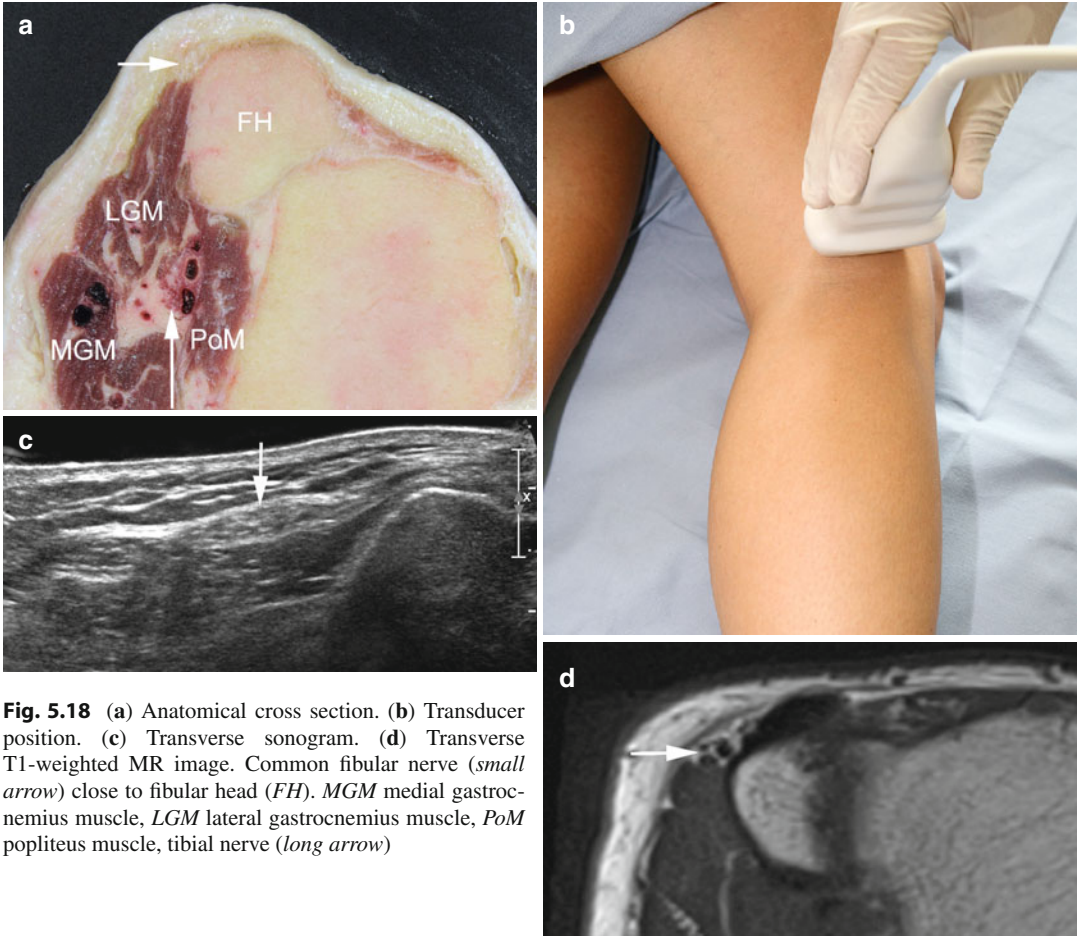 a
FH
LGM
MGM
PoM
b
c
x
Fig. 5.18 (a) Anatomical cross section. (b) Transducer
position. (c) Transverse sonogram. (d) Transverse
T1-weighted MR image. Common fibular nerve (small
arrow) close to fibular head (FH). MGM medial gastroc-
nemius muscle, LGM lateral gastrocnemius muscle, PoM
popliteus muscle, tibial nerve (long arrow)
d